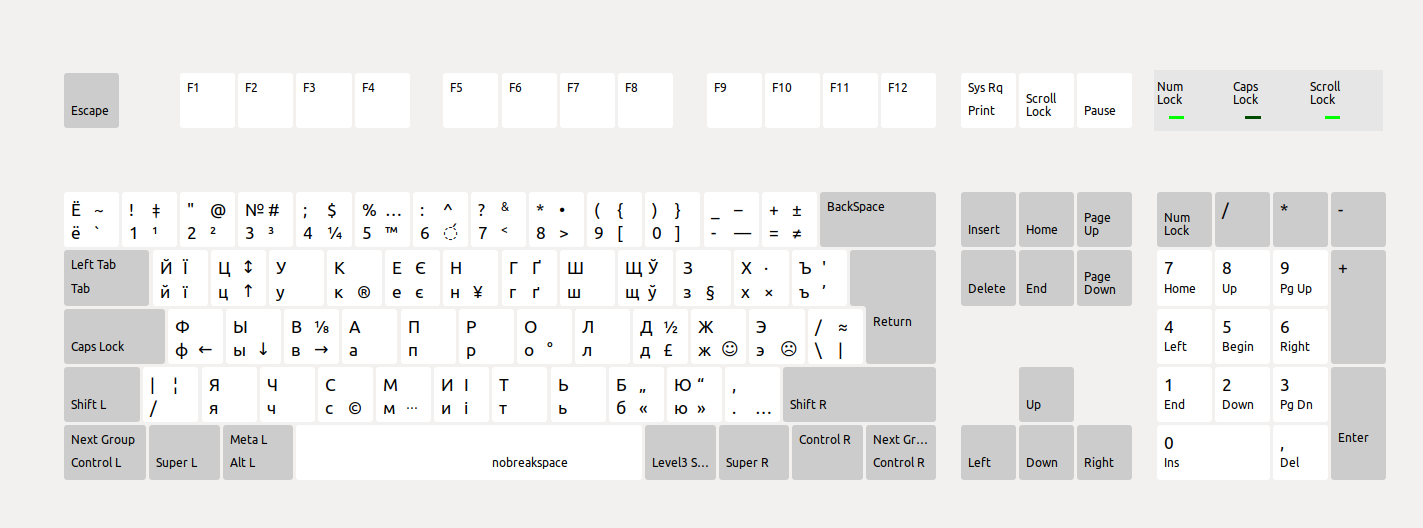 Escape F1 F2 F3 F4 F5 F6 F7 F8 F9 F10 F11 F12 Sys Rq Print Scroll Lock Pause Num Lock Caps Lock Scroll Lock
Ё ~ ! ‡ " @ № # ; $ % … : ^ ? & * • ( { ) } _ – + ± BackSpace
ё ` 1 ¹ 2 ² 3 ³ 4 ¼ 5 ™ 6 ́ 7 < 8 > 9 [ 0 ] - — = ≠
Insert Home Page Up Num Lock / * -
Left Tab Й Ї Ц ↕ У К Е Є Н Г Ґ Ш Щ Ў З Х · Ъ '
Tab й ї ц ↑ у к ® е є н ¥ г ґ ш щ ў з § х × ъ ’
Delete End Page Down 7 Home 8 Up 9 Pg Up +
Ф Ы В ⅛ А П Р О Л Д ½ Ж Э / ≈ Return
Caps Lock ф ← ы ↓ в → а п р о ° л д £ ж ☺ э ☹ \ |
4 Left 5 Begin 6 Right
| ¦ Я Ч С М И І Т Ь Б „ Ю “ ,
Shift L / я ч с © м … и і т ь б « ю » . … Shift R
Up 1 End 2 Down 3 Pg Dn Enter
Next Group Meta L Control R Next Gr…
Control L Super L Alt L nobreakspace Level3 S… Super R Control R
Left Down Right 0 Ins , Del